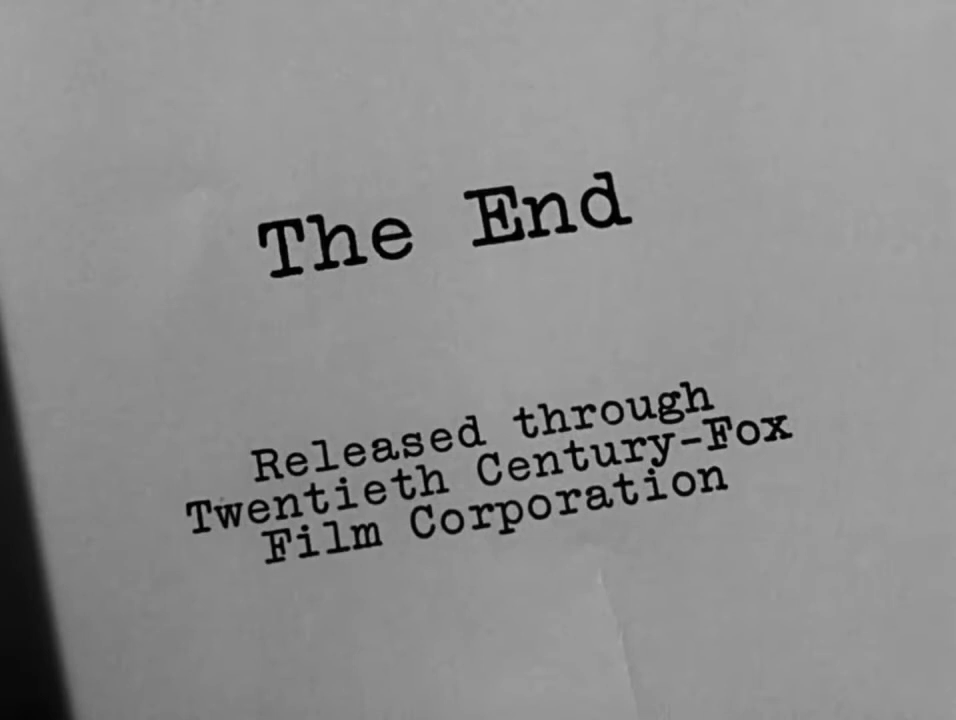 The End
Released through
Twentieth Century-Fox
Film Corporation